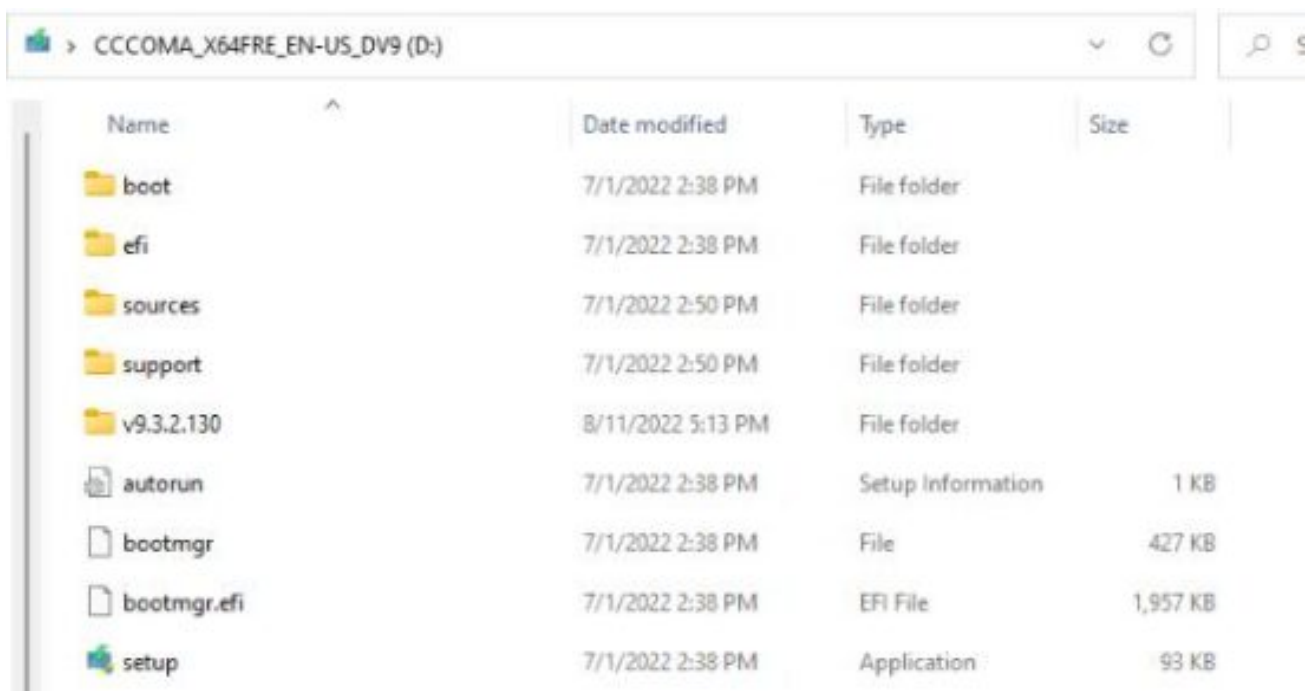 > CCCOMA_X64FRE_EN-US_DV9 (D:)
Name Date modified Type Size
boot 7/1/2022 2:38 PM File folder
efi 7/1/2022 2:38 PM File folder
sources 7/1/2022 2:50 PM File folder
support 7/1/2022 2:50 PM File folder
v9.3.2.130 8/11/2022 5:13 PM File folder
autorun 7/1/2022 2:38 PM Setup Information 1 KB
bootmgr 7/1/2022 2:38 PM File 427 KB
bootmgr.efi 7/1/2022 2:38 PM EFI File 1,957 KB
setup 7/1/2022 2:38 PM Application 93 KB